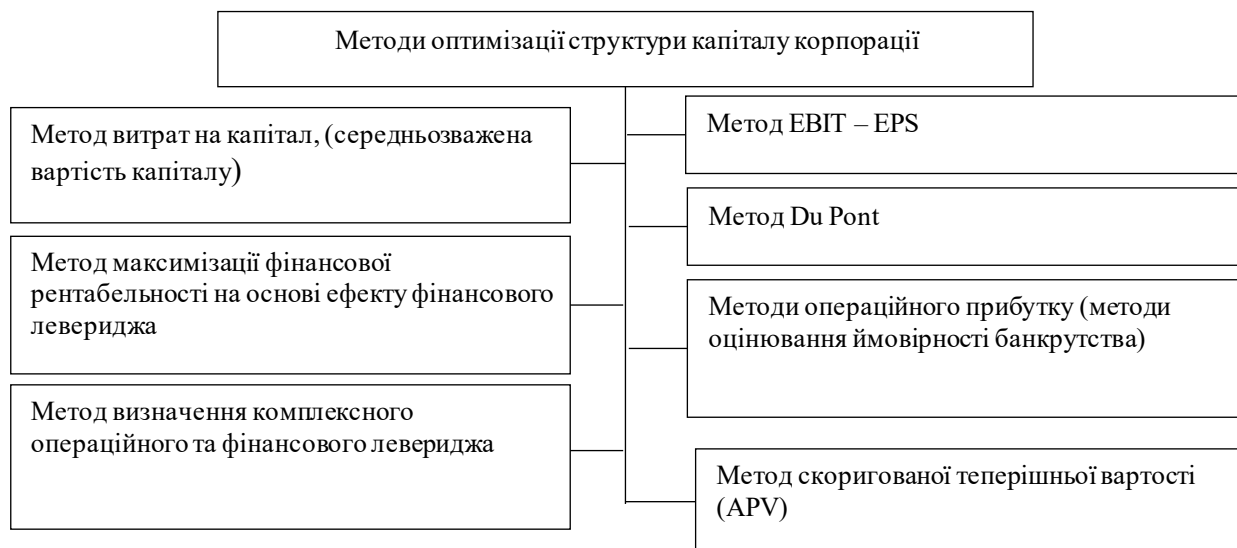 Методи оптимізації структури капіталу корпорації
Метод витрат на капітал, (середньозважена
вартість капіталу)
Метод максимізації фінансової
рентабельності на основі ефекту фінансового
левериджа
Метод визначення комплексного
операційного та фінансового левериджа
Метод EBIT – EPS
Метод Du Pont
Методи операційного прибутку (методи
оцінювання ймовірності банкрутства)
Метод скоригованої теперішньої вартості
(APV)